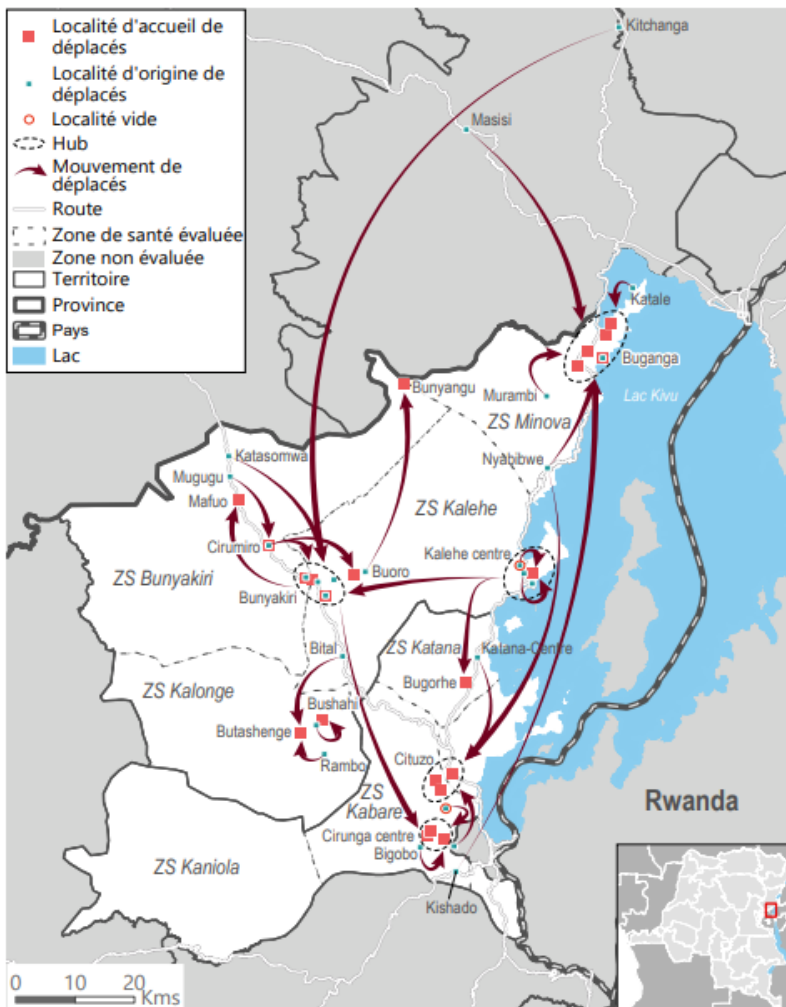 Localité d'accueil de
déplacés
Localité d'origine de
déplacés
Localité vide
Hub
Mouvement de
déplacés
Route
Zone de santé évaluée
Zone non évaluée
Territoire
Province
Pays
Lac
Kitchanga
Masisi
Katale
Buganga
Bunyangu
Murambi
Lac Kivu
ZS Minova
Katasomwa
Nyabibwe
Mugugu
Mafuo
ZS Kalehe
Cirumiro
Kalehe centre
ZS Bunyakiri
Buoro
Bunyakiri
ZS Katana
Katana-Centre
Bital
Bugorhe
ZS Kalonge
Bushahi
Butashenge
Cituzo
Rambo
ZS
Kabare
Rwanda
Cirunga centre
Bigobo
ZS Kaniola
Kishado
0 10 20
Kms